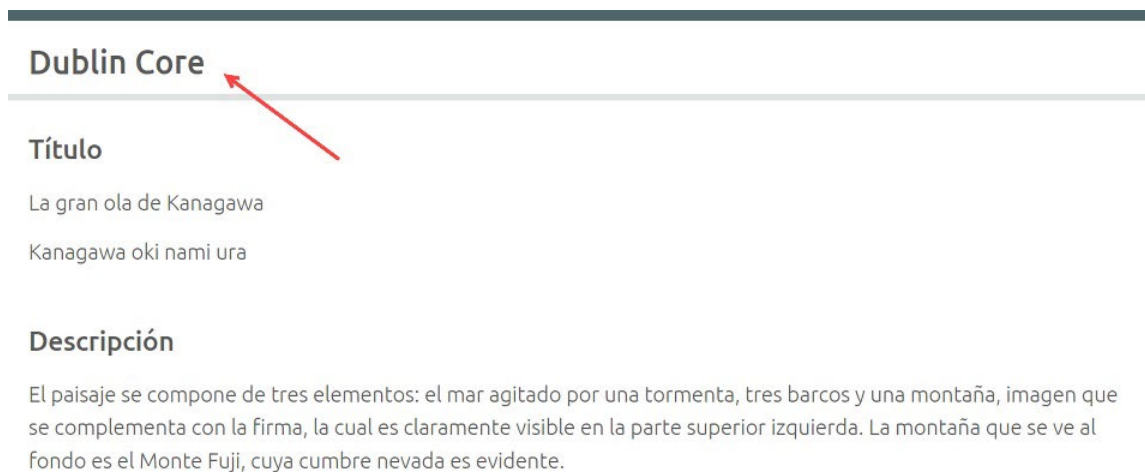 Dublin Core
Título
La gran ola de Kanagawa
Kanagawa oki nami ura
Descripción
El paisaje se compone de tres elementos: el mar agitado por una tormenta, tres barcos y una montaña, imagen que
se complementa con la firma, la cual es claramente visible en la parte superior izquierda. La montaña que se ve al
fondo es el Monte Fuji, cuya cumbre nevada es evidente.